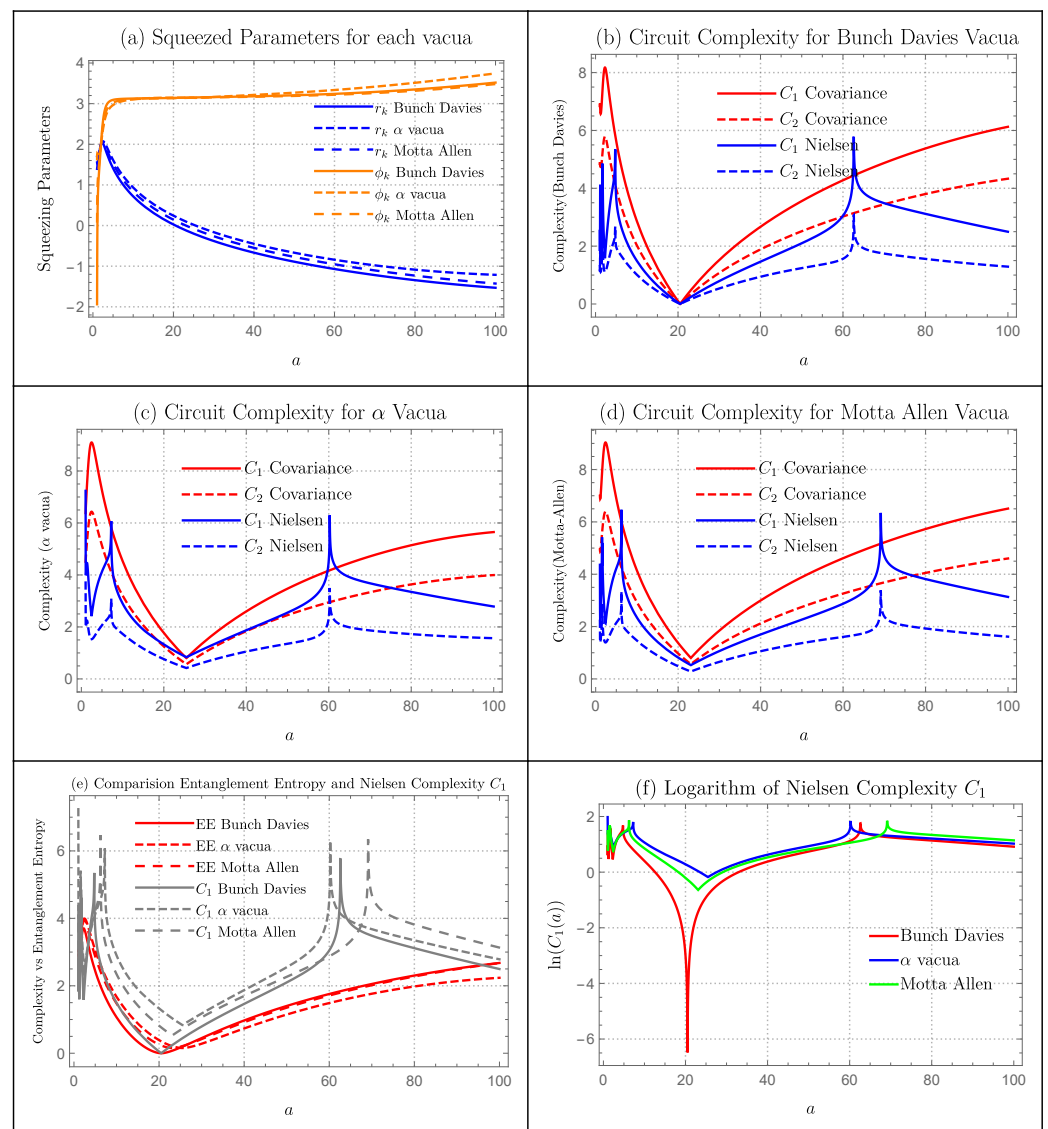 (a) Squeezed Parameters for each vacua
Squeezing Parameters
4
3
2
1
0
−1
−2
r_k Bunch Davies
r_k α vacua
r_k Motta Allen
ϕ_k Bunch Davies
ϕ_k α vacua
ϕ_k Motta Allen
0 20 40 60 80 100
a
(b) Circuit Complexity for Bunch Davies Vacua
Complexity(Bunch Davies)
8
6
4
2
0
C_1 Covariance
C_2 Covariance
C_1 Nielsen
C_2 Nielsen
0 20 40 60 80 100
a
(c) Circuit Complexity for α Vacua
Complexity (α vacua)
8
6
4
2
0
C_1 Covariance
C_2 Covariance
C_1 Nielsen
C_2 Nielsen
0 20 40 60 80 100
a
(d) Circuit Complexity for Motta Allen Vacua
Complexity(Motta-Allen)
8
6
4
2
0
C_1 Covariance
C_2 Covariance
C_1 Nielsen
C_2 Nielsen
0 20 40 60 80 100
a
(e) Comparision Entanglement Entropy and Nielsen Complexity C_1
Complexity vs Entanglement Entropy
6
4
2
0
EE Bunch Davies
EE α vacua
EE Motta Allen
C_1 Bunch Davies
C_1 α vacua
C_1 Motta Allen
0 20 40 60 80 100
a
(f) Logarithm of Nielsen Complexity C_1
ln(C_1(a))
2
0
−2
−4
−6
Bunch Davies
α vacua
Motta Allen
0 20 40 60 80 100
a